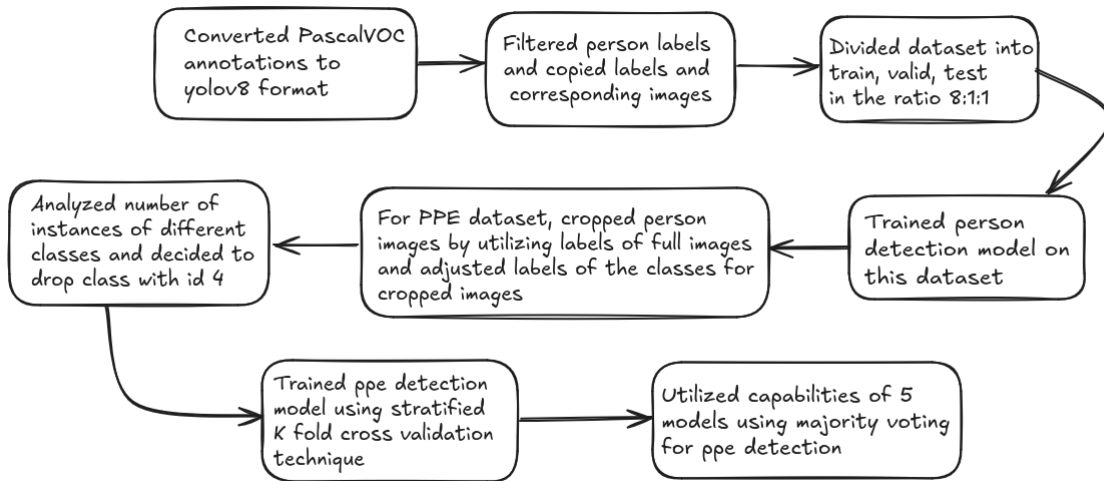 Converted PascalVOC
annotations to
yolov8 format
Filtered person labels
and copied labels and
corresponding images
Divided dataset into
train, valid, test
in the ratio 8:1:1
Trained person
detection model on
this dataset
For PPE dataset, cropped person
images by utilizing labels of full images
and adjusted labels of the classes for
cropped images
Analyzed number of
instances of different
classes and decided to
drop class with id 4
Trained ppe detection
model using stratified
K fold cross validation
technique
Utilized capabilities of 5
models using majority voting
for ppe detection